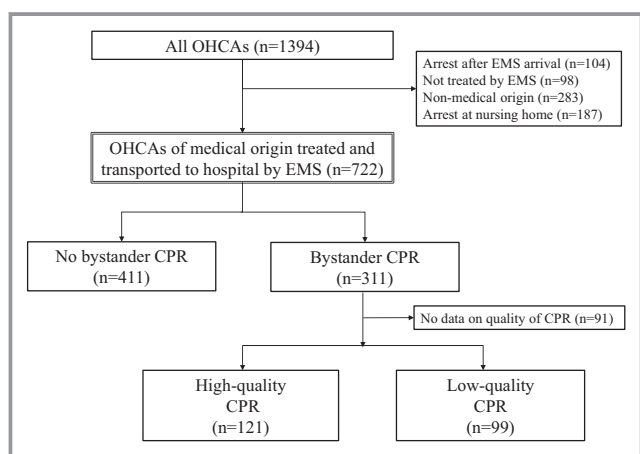 All OHCAs (n=1394)
Arrest after EMS arrival (n=104)
Not treated by EMS (n=98)
Non-medical origin (n=283)
Arrest at nursing home (n=187)
OHCAs of medical origin treated and
transported to hospital by EMS (n=722)
No bystander CPR
(n=411)
Bystander CPR
(n=311)
No data on quality of CPR (n=91)
High-quality
CPR
(n=121)
Low-quality
CPR
(n=99)